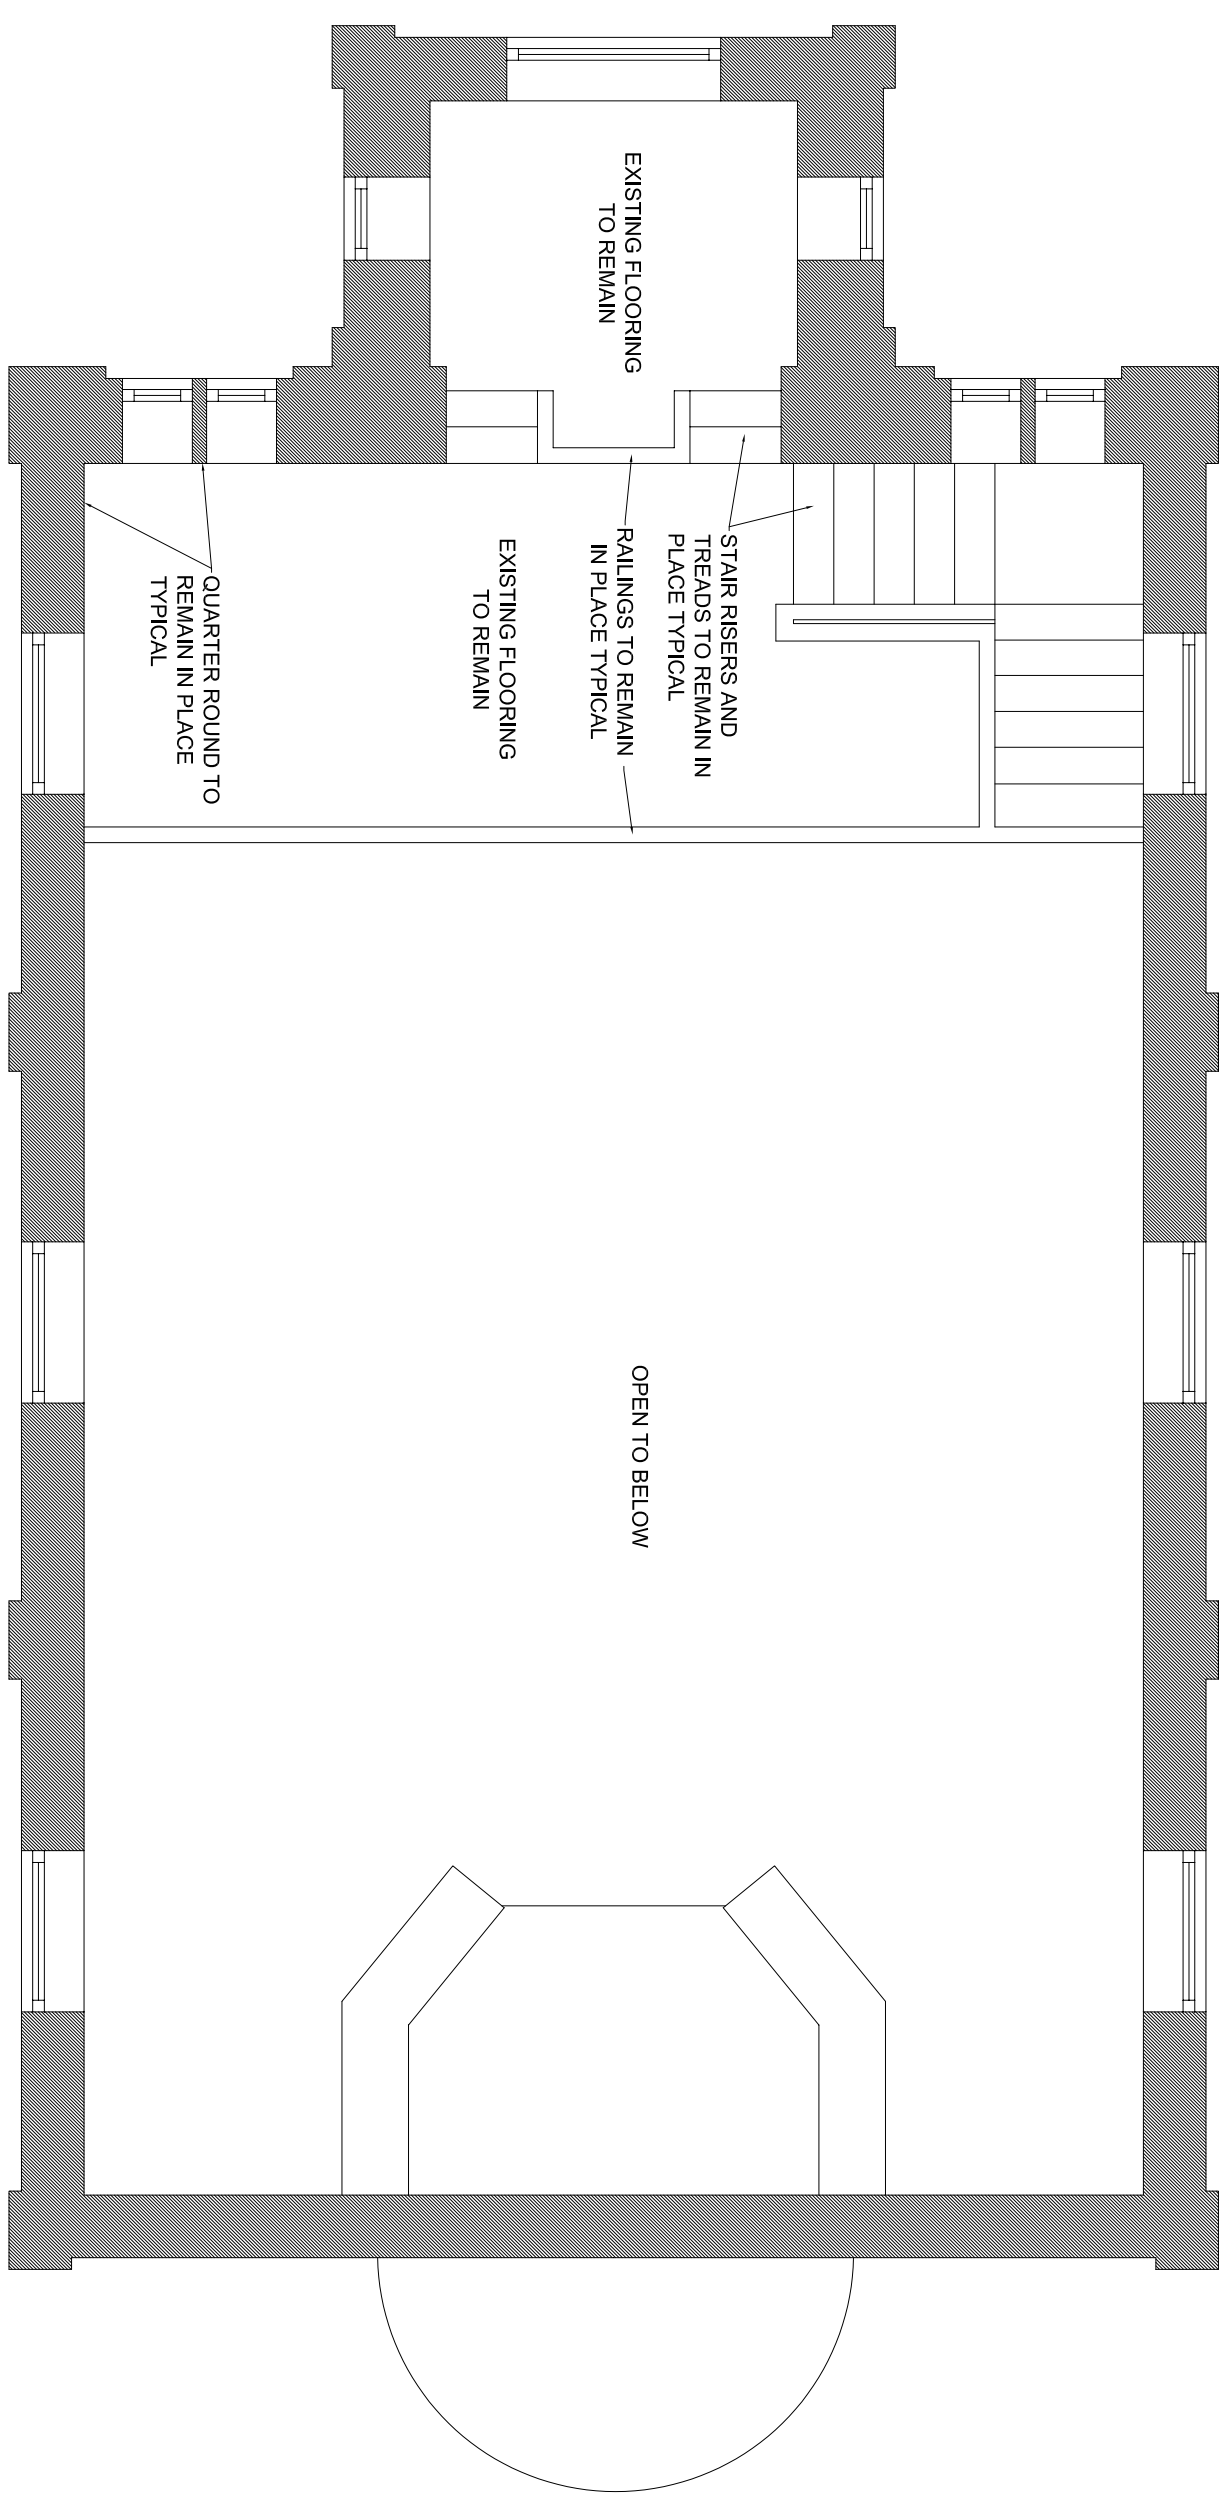 EXISTING FLOORING
TO REMAIN
STAIR RISERS AND
TREADS TO REMAIN IN
PLACE TYPICAL
RAILINGS TO REMAIN
IN PLACE TYPICAL
EXISTING FLOORING
TO REMAIN
QUARTER ROUND TO
REMAIN IN PLACE
TYPICAL
OPEN TO BELOW